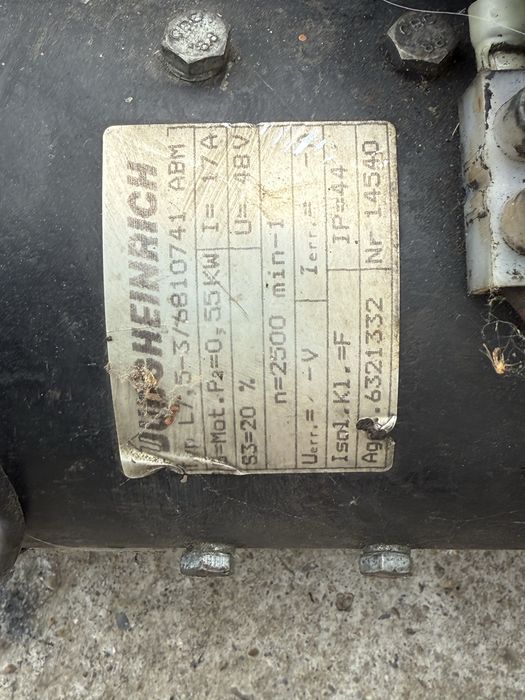 JUNGHEINRICH
Typ L7,5-3/6810741/ABM
G=Mot. P2=0,55KW I= 17A
S3=20 % U= 48V
n=2500 min-1
Uerr.= -V Ierr.= -A
Isol.Kl.=F IP=44
6321332 Nr 14540